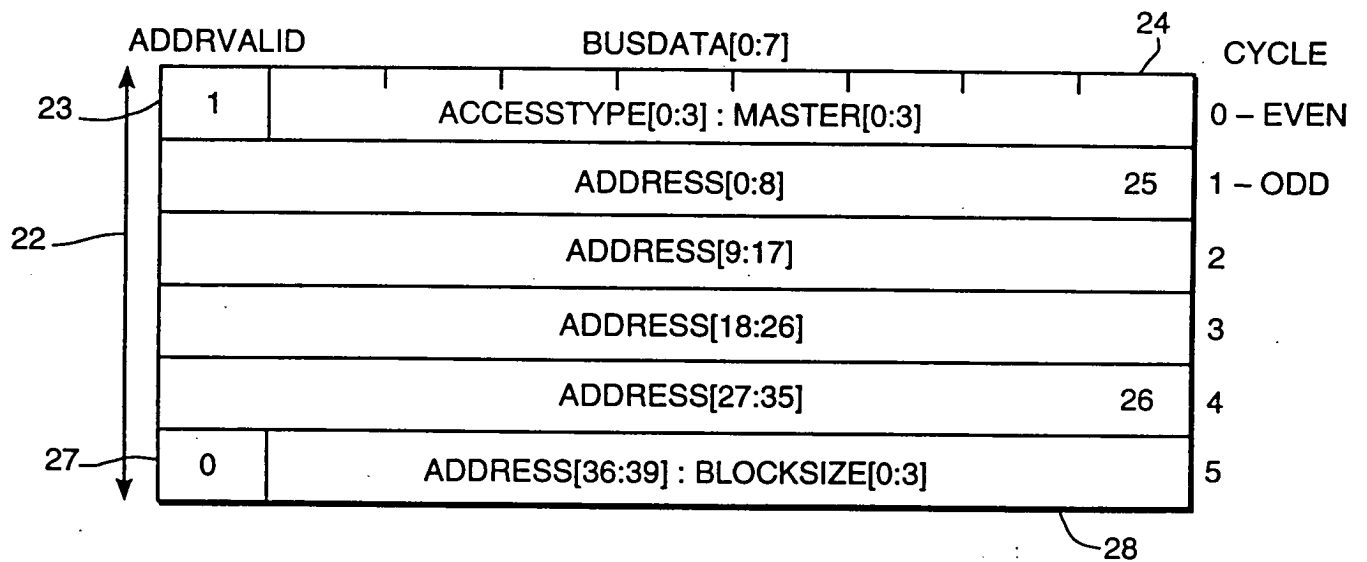 ADDRVALID BUSDATA[0:7] 24 CYCLE
23 1 ACCESSTYPE[0:3] : MASTER[0:3] 0 – EVEN
ADDRESS[0:8] 25 1 – ODD
22 ADDRESS[9:17] 2
ADDRESS[18:26] 3
ADDRESS[27:35] 26 4
27 0 ADDRESS[36:39] : BLOCKSIZE[0:3] 5
28